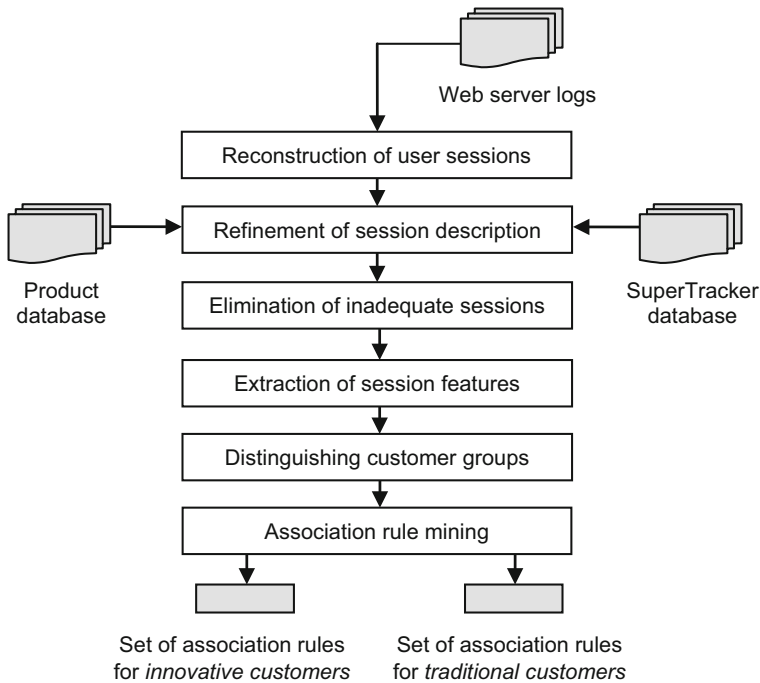 Web server logs
Reconstruction of user sessions
Refinement of session description
Product
database
SuperTracker
database
Elimination of inadequate sessions
Extraction of session features
Distinguishing customer groups
Association rule mining
Set of association rules
for innovative customers
Set of association rules
for traditional customers